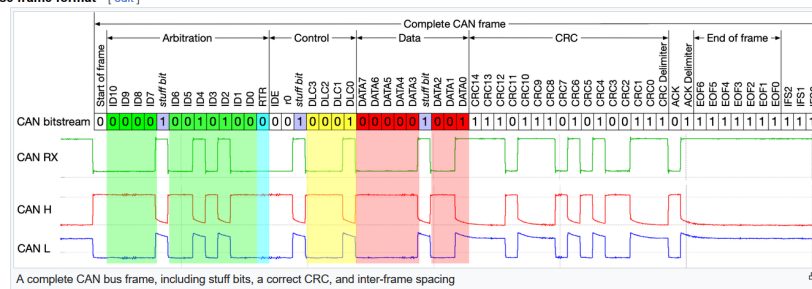 se frame format [ edit ]
Complete CAN frame
Arbitration Control Data CRC End of frame
Start of frame ID10 ID9 ID8 ID7 stuff bit ID6 ID5 ID4 ID3 ID2 ID1 ID0 RTR IDE r0 stuff bit DLC3 DLC2 DLC1 DLC0 DATA7 DATA6 DATA5 DATA4 DATA3 stuff bit DATA2 DATA1 DATA0 CRC14 CRC13 CRC12 CRC11 CRC10 CRC9 CRC8 CRC7 CRC6 CRC5 CRC4 CRC3 CRC2 CRC1 CRC0 CRC Delimiter ACK ACK Delimiter EOF6 EOF5 EOF4 EOF3 EOF2 EOF1 EOF0 IFS2 IFS1
CAN bitstream 0 0 0 0 0 1 0 0 1 0 1 0 0 0 0 0 1 0 0 0 1 0 0 0 0 0 1 0 0 1 1 1 1 0 1 1 1 0 1 0 1 0 0 1 1 1 0 1 1 1 1 1 1 1 1 1 1 1
CAN RX
CAN H
CAN L
A complete CAN bus frame, including stuff bits, a correct CRC, and inter-frame spacing